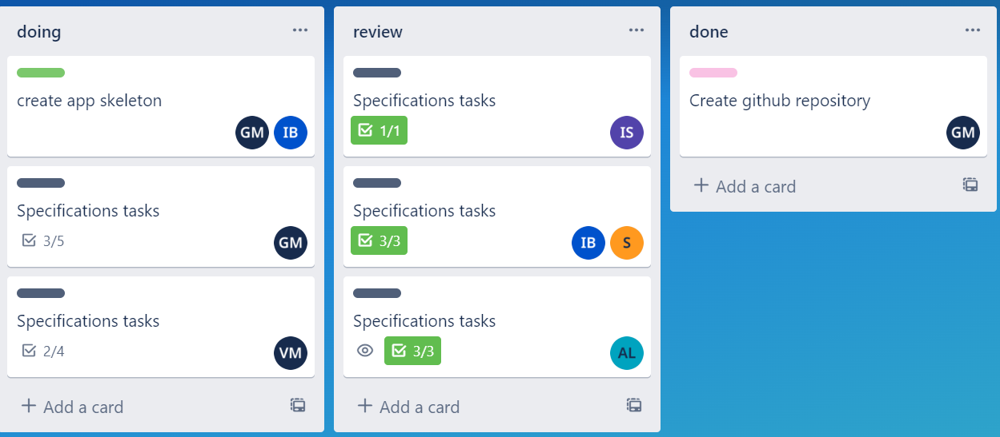 doing
create app skeleton
GM IB
Specifications tasks
3/5 GM
Specifications tasks
2/4 VM
Add a card
review
Specifications tasks
1/1 IS
Specifications tasks
3/3 IB S
Specifications tasks
3/3 AL
Add a card
done
Create github repository
GM
Add a card